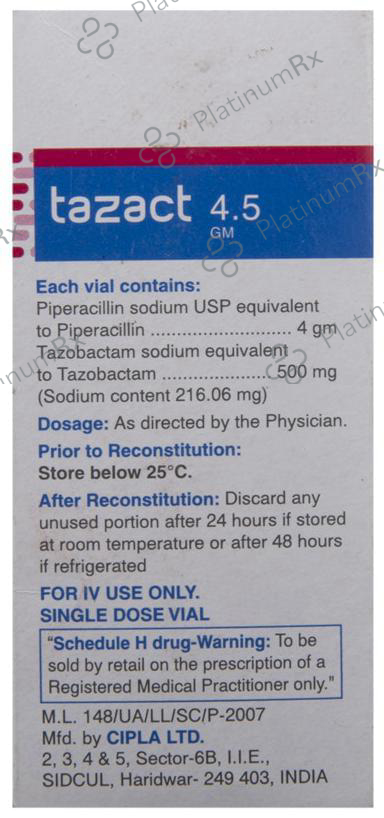 tazact 4.5
GM
Each vial contains:
Piperacillin sodium USP equivalent
to Piperacillin ............................ 4 gm
Tazobactam sodium equivalent
to Tazobactam .....................500 mg
(Sodium content 216.06 mg)
Dosage: As directed by the Physician.
Prior to Reconstitution:
Store below 25°C.
After Reconstitution: Discard any
unused portion after 24 hours if stored
at room temperature or after 48 hours
if refrigerated
FOR IV USE ONLY.
SINGLE DOSE VIAL
"Schedule H drug-Warning: To be
sold by retail on the prescription of a
Registered Medical Practitioner only."
M.L. 148/UA/LL/SC/P-2007
Mfd. by CIPLA LTD.
2, 3, 4 & 5, Sector-6B, I.I.E.,
SIDCUL, Haridwar- 249 403, INDIA
PlatinumRx
PlatinumRx